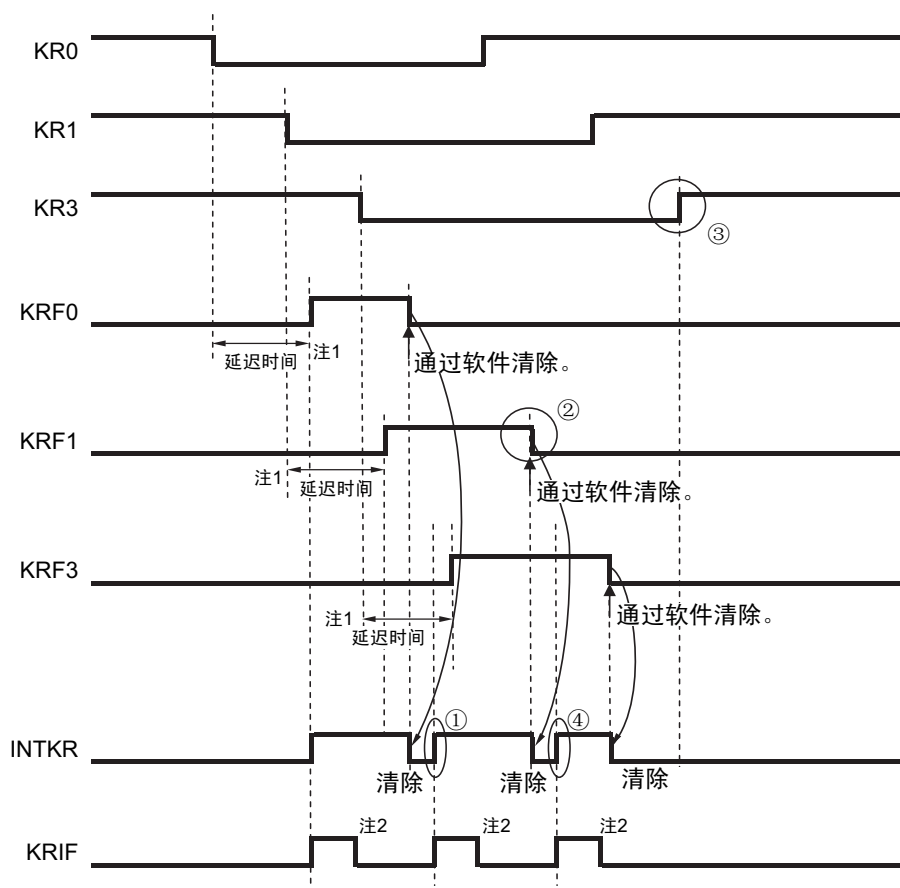 KR0
KR1
KR3
③
KRF0
延迟时间 注1
通过软件清除。
②
KRF1
注1 延迟时间
通过软件清除。
KRF3
注1 延迟时间
通过软件清除。
① ④
INTKR
清除 清除 清除
注2 注2 注2
KRIF